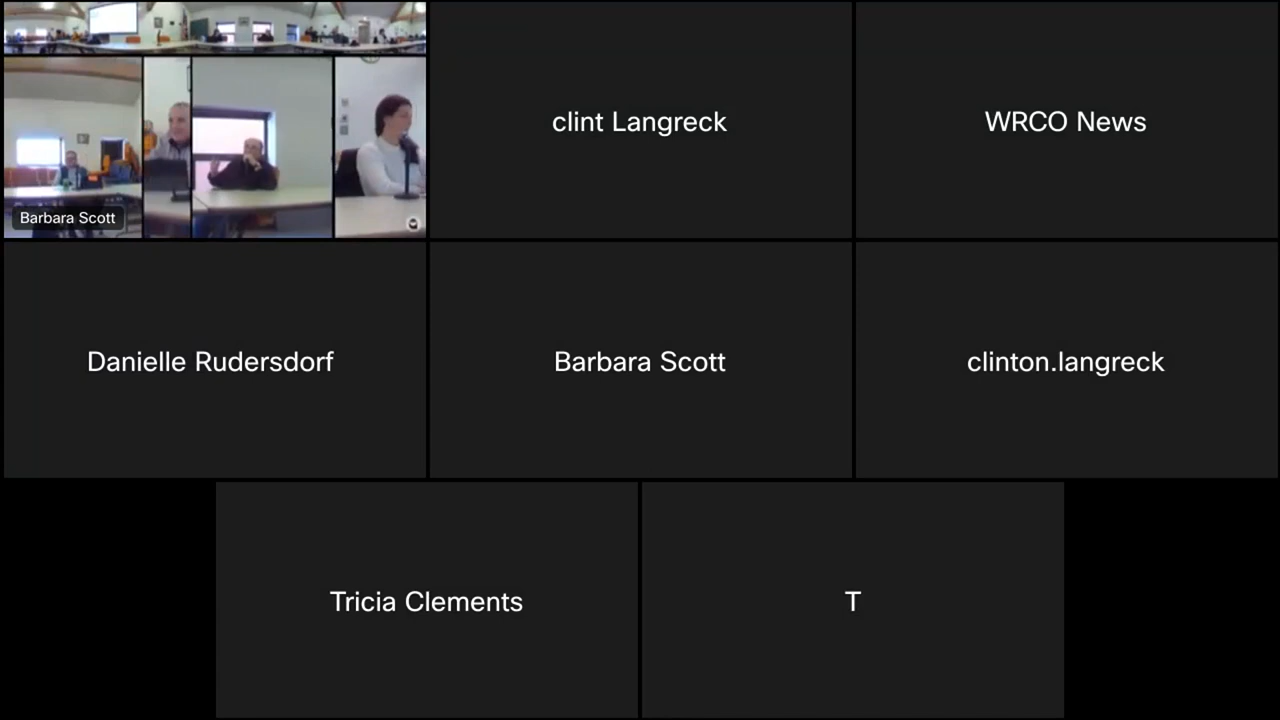 Barbara Scott
clint Langreck
WRCO News
Danielle Rudersdorf
Barbara Scott
clinton.langreck
Tricia Clements
T